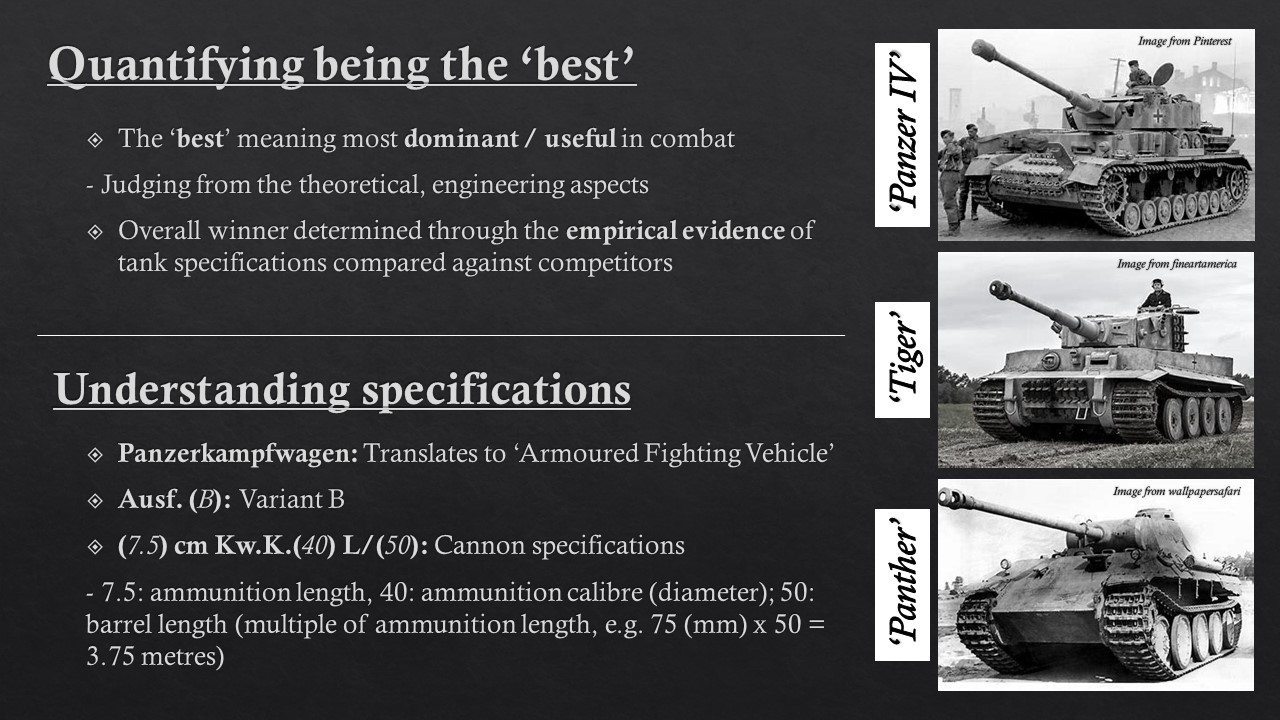 Quantifying being the ‘best’
The ‘best’ meaning most dominant / useful in combat
- Judging from the theoretical, engineering aspects
Overall winner determined through the empirical evidence of
tank specifications compared against competitors
Understanding specifications
Panzerkampfwagen: Translates to ‘Armoured Fighting Vehicle’
Ausf. (B): Variant B
(7.5) cm Kw.K.(40) L/(50): Cannon specifications
- 7.5: ammunition length, 40: ammunition calibre (diameter); 50:
barrel length (multiple of ammunition length, e.g. 75 (mm) x 50 =
3.75 metres)
‘Panzer IV’
Image from Pinterest
‘Tiger’
Image from fineartamerica
‘Panther’
Image from wallpapersafari